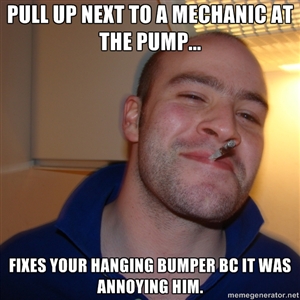 PULL UP NEXT TO A MECHANIC AT
THE PUMP...
FIXES YOUR HANGING BUMPER BC IT WAS
ANNOYING HIM.
memegenerator.net